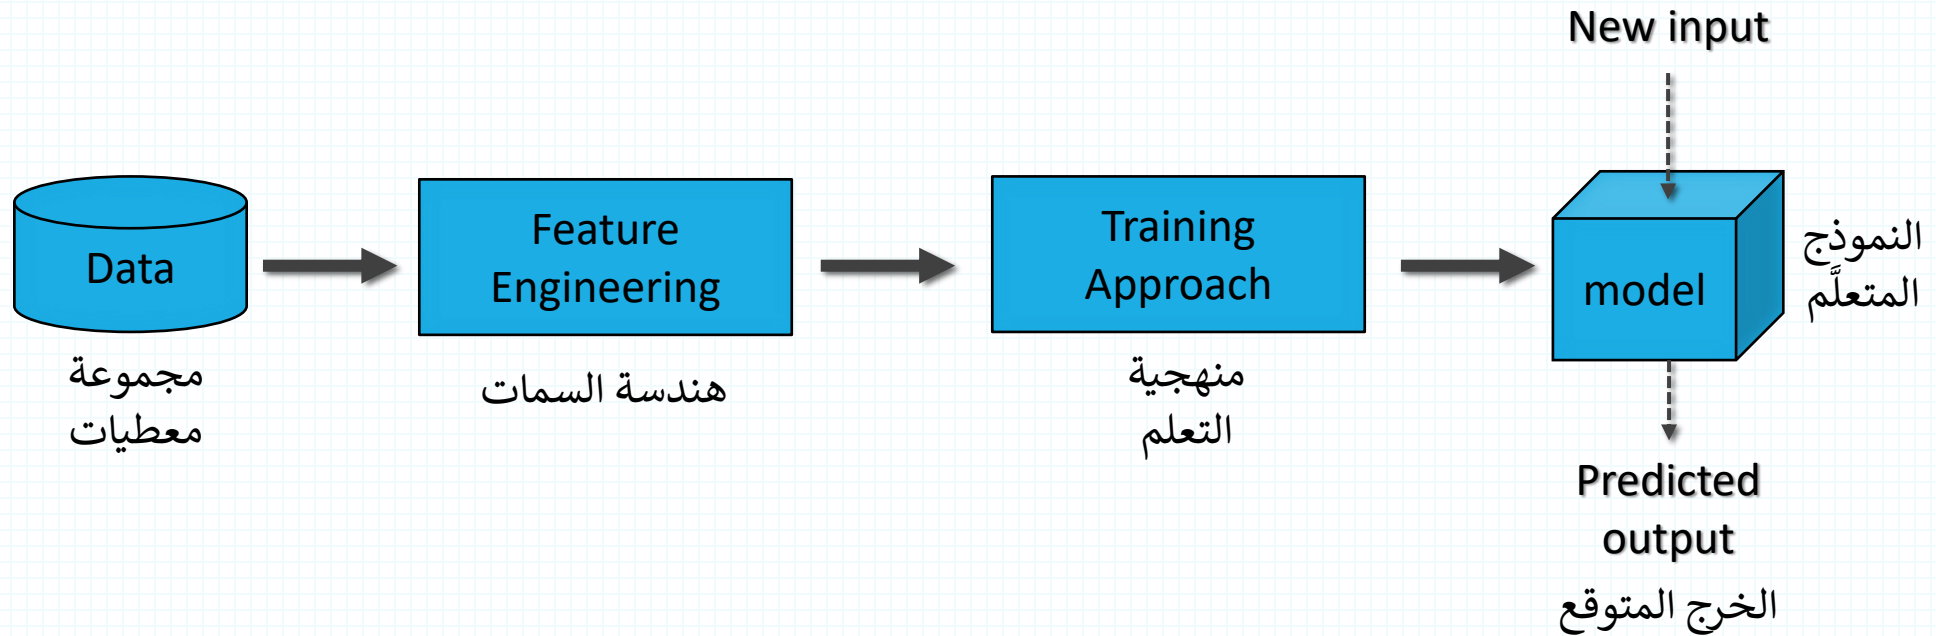 New input
Data
مجموعة
معطيات
Feature
Engineering
هندسة السمات
Training
Approach
منهجية
التعلم
model
النموذج
المتعلَّم
Predicted
output
الخرج المتوقع